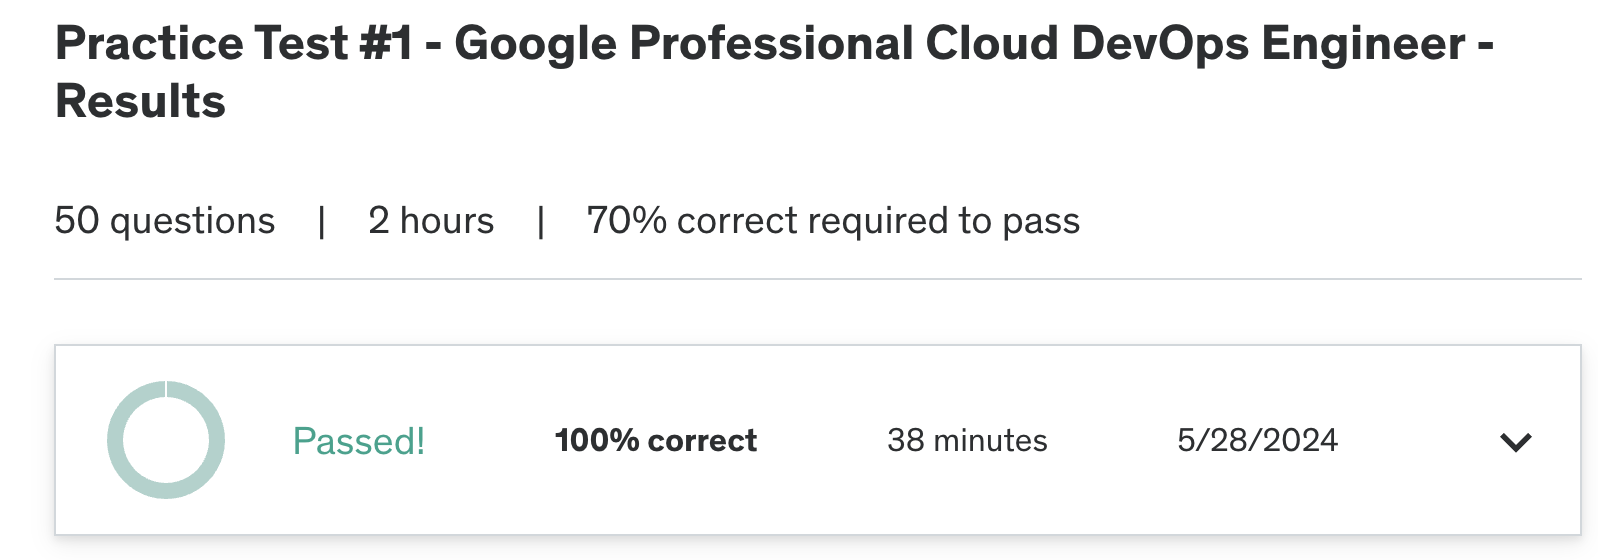 Practice Test #1 - Google Professional Cloud DevOps Engineer -
Results
50 questions | 2 hours | 70% correct required to pass
Passed! 100% correct 38 minutes 5/28/2024